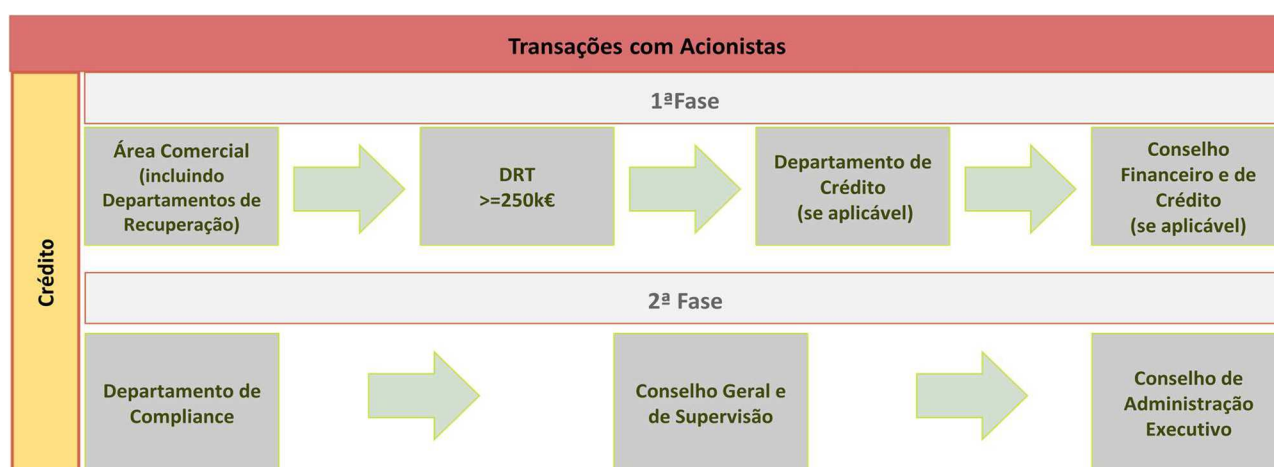 Transações com Acionistas
Crédito
1ªFase
Área Comercial
(incluindo
Departamentos de
Recuperação)
DRT
>=250k€
Departamento de
Crédito
(se aplicável)
Conselho
Financeiro e de
Crédito
(se aplicável)
2ª Fase
Departamento de
Compliance
Conselho Geral e
de Supervisão
Conselho de
Administração
Executivo